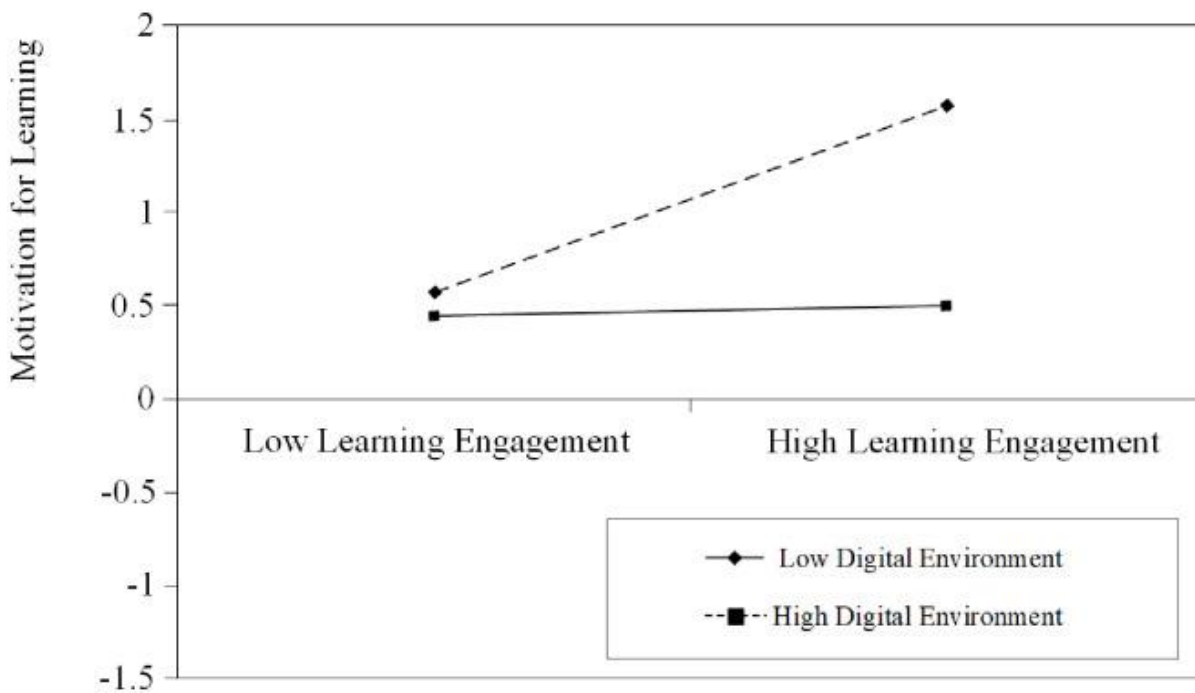 Motivation for Learning
2
1.5
1
0.5
0
-0.5
-1
-1.5
Low Learning Engagement
High Learning Engagement
Low Digital Environment
High Digital Environment